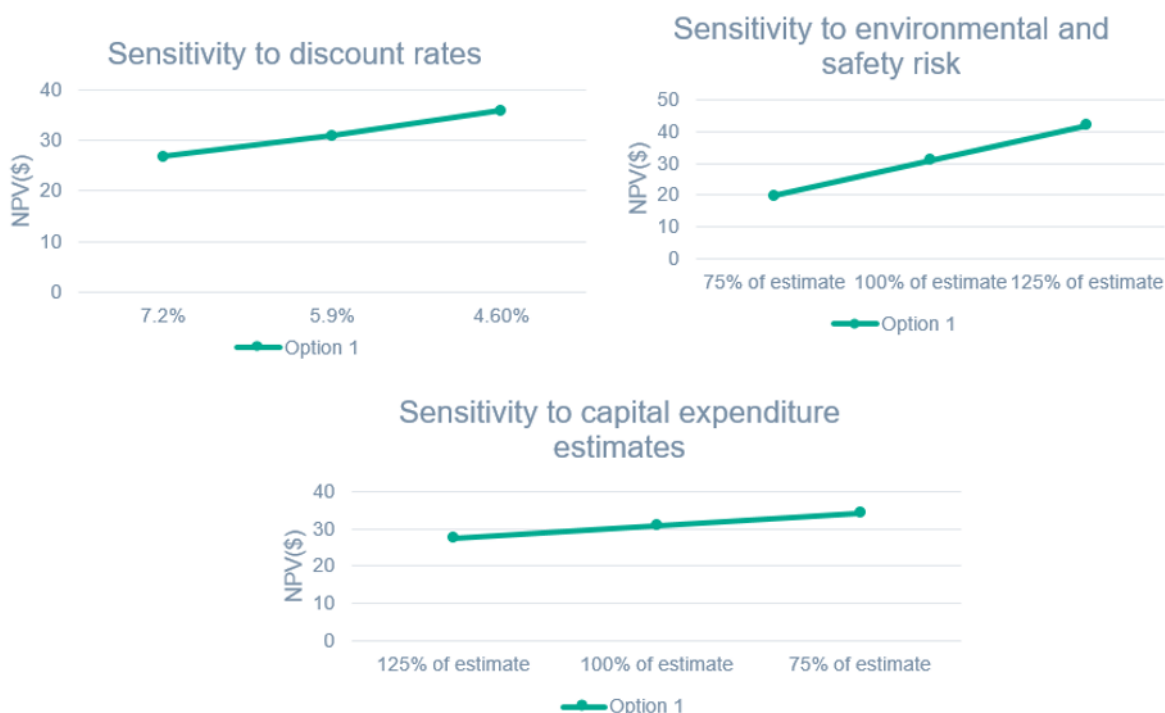 Sensitivity to discount rates
NPV($)
40
30
20
10
0
7.2% 5.9% 4.60%
Option 1
Sensitivity to environmental and
safety risk
NPV($)
50
40
30
20
10
0
75% of estimate 100% of estimate 125% of estimate
Option 1
Sensitivity to capital expenditure
estimates
NPV($)
40
30
20
10
0
125% of estimate 100% of estimate 75% of estimate
Option 1